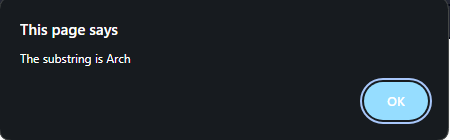 This page says
The substring is Arch
OK